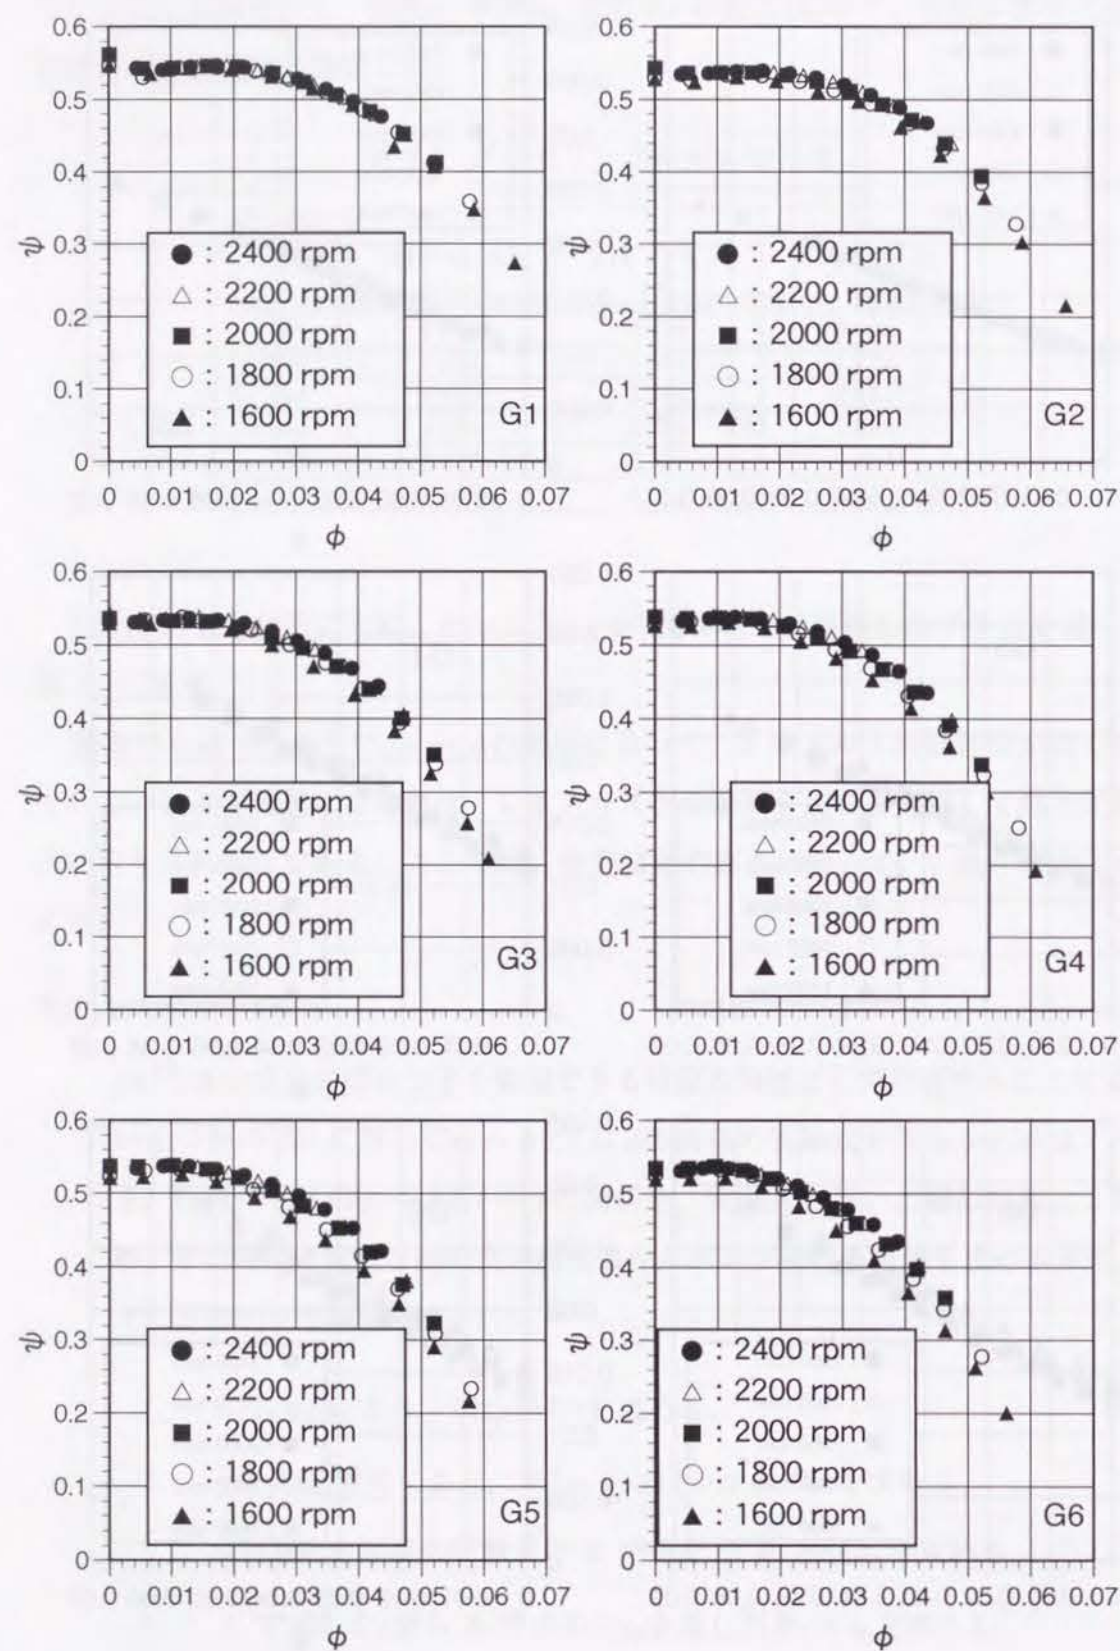 0.6
0.5
0.4
0.3
0.2
0.1
0
ψ
● : 2400 rpm
△ : 2200 rpm
■ : 2000 rpm
○ : 1800 rpm
▲ : 1600 rpm
G1
0 0.01 0.02 0.03 0.04 0.05 0.06 0.07
ϕ
0.6
0.5
0.4
0.3
0.2
0.1
0
ψ
● : 2400 rpm
△ : 2200 rpm
■ : 2000 rpm
○ : 1800 rpm
▲ : 1600 rpm
G2
0 0.01 0.02 0.03 0.04 0.05 0.06 0.07
ϕ
0.6
0.5
0.4
0.3
0.2
0.1
0
ψ
● : 2400 rpm
△ : 2200 rpm
■ : 2000 rpm
○ : 1800 rpm
▲ : 1600 rpm
G3
0 0.01 0.02 0.03 0.04 0.05 0.06 0.07
ϕ
0.6
0.5
0.4
0.3
0.2
0.1
0
ψ
● : 2400 rpm
△ : 2200 rpm
■ : 2000 rpm
○ : 1800 rpm
▲ : 1600 rpm
G4
0 0.01 0.02 0.03 0.04 0.05 0.06 0.07
ϕ
0.6
0.5
0.4
0.3
0.2
0.1
0
ψ
● : 2400 rpm
△ : 2200 rpm
■ : 2000 rpm
○ : 1800 rpm
▲ : 1600 rpm
G5
0 0.01 0.02 0.03 0.04 0.05 0.06 0.07
ϕ
0.6
0.5
0.4
0.3
0.2
0.1
0
ψ
● : 2400 rpm
△ : 2200 rpm
■ : 2000 rpm
○ : 1800 rpm
▲ : 1600 rpm
G6
0 0.01 0.02 0.03 0.04 0.05 0.06 0.07
ϕ